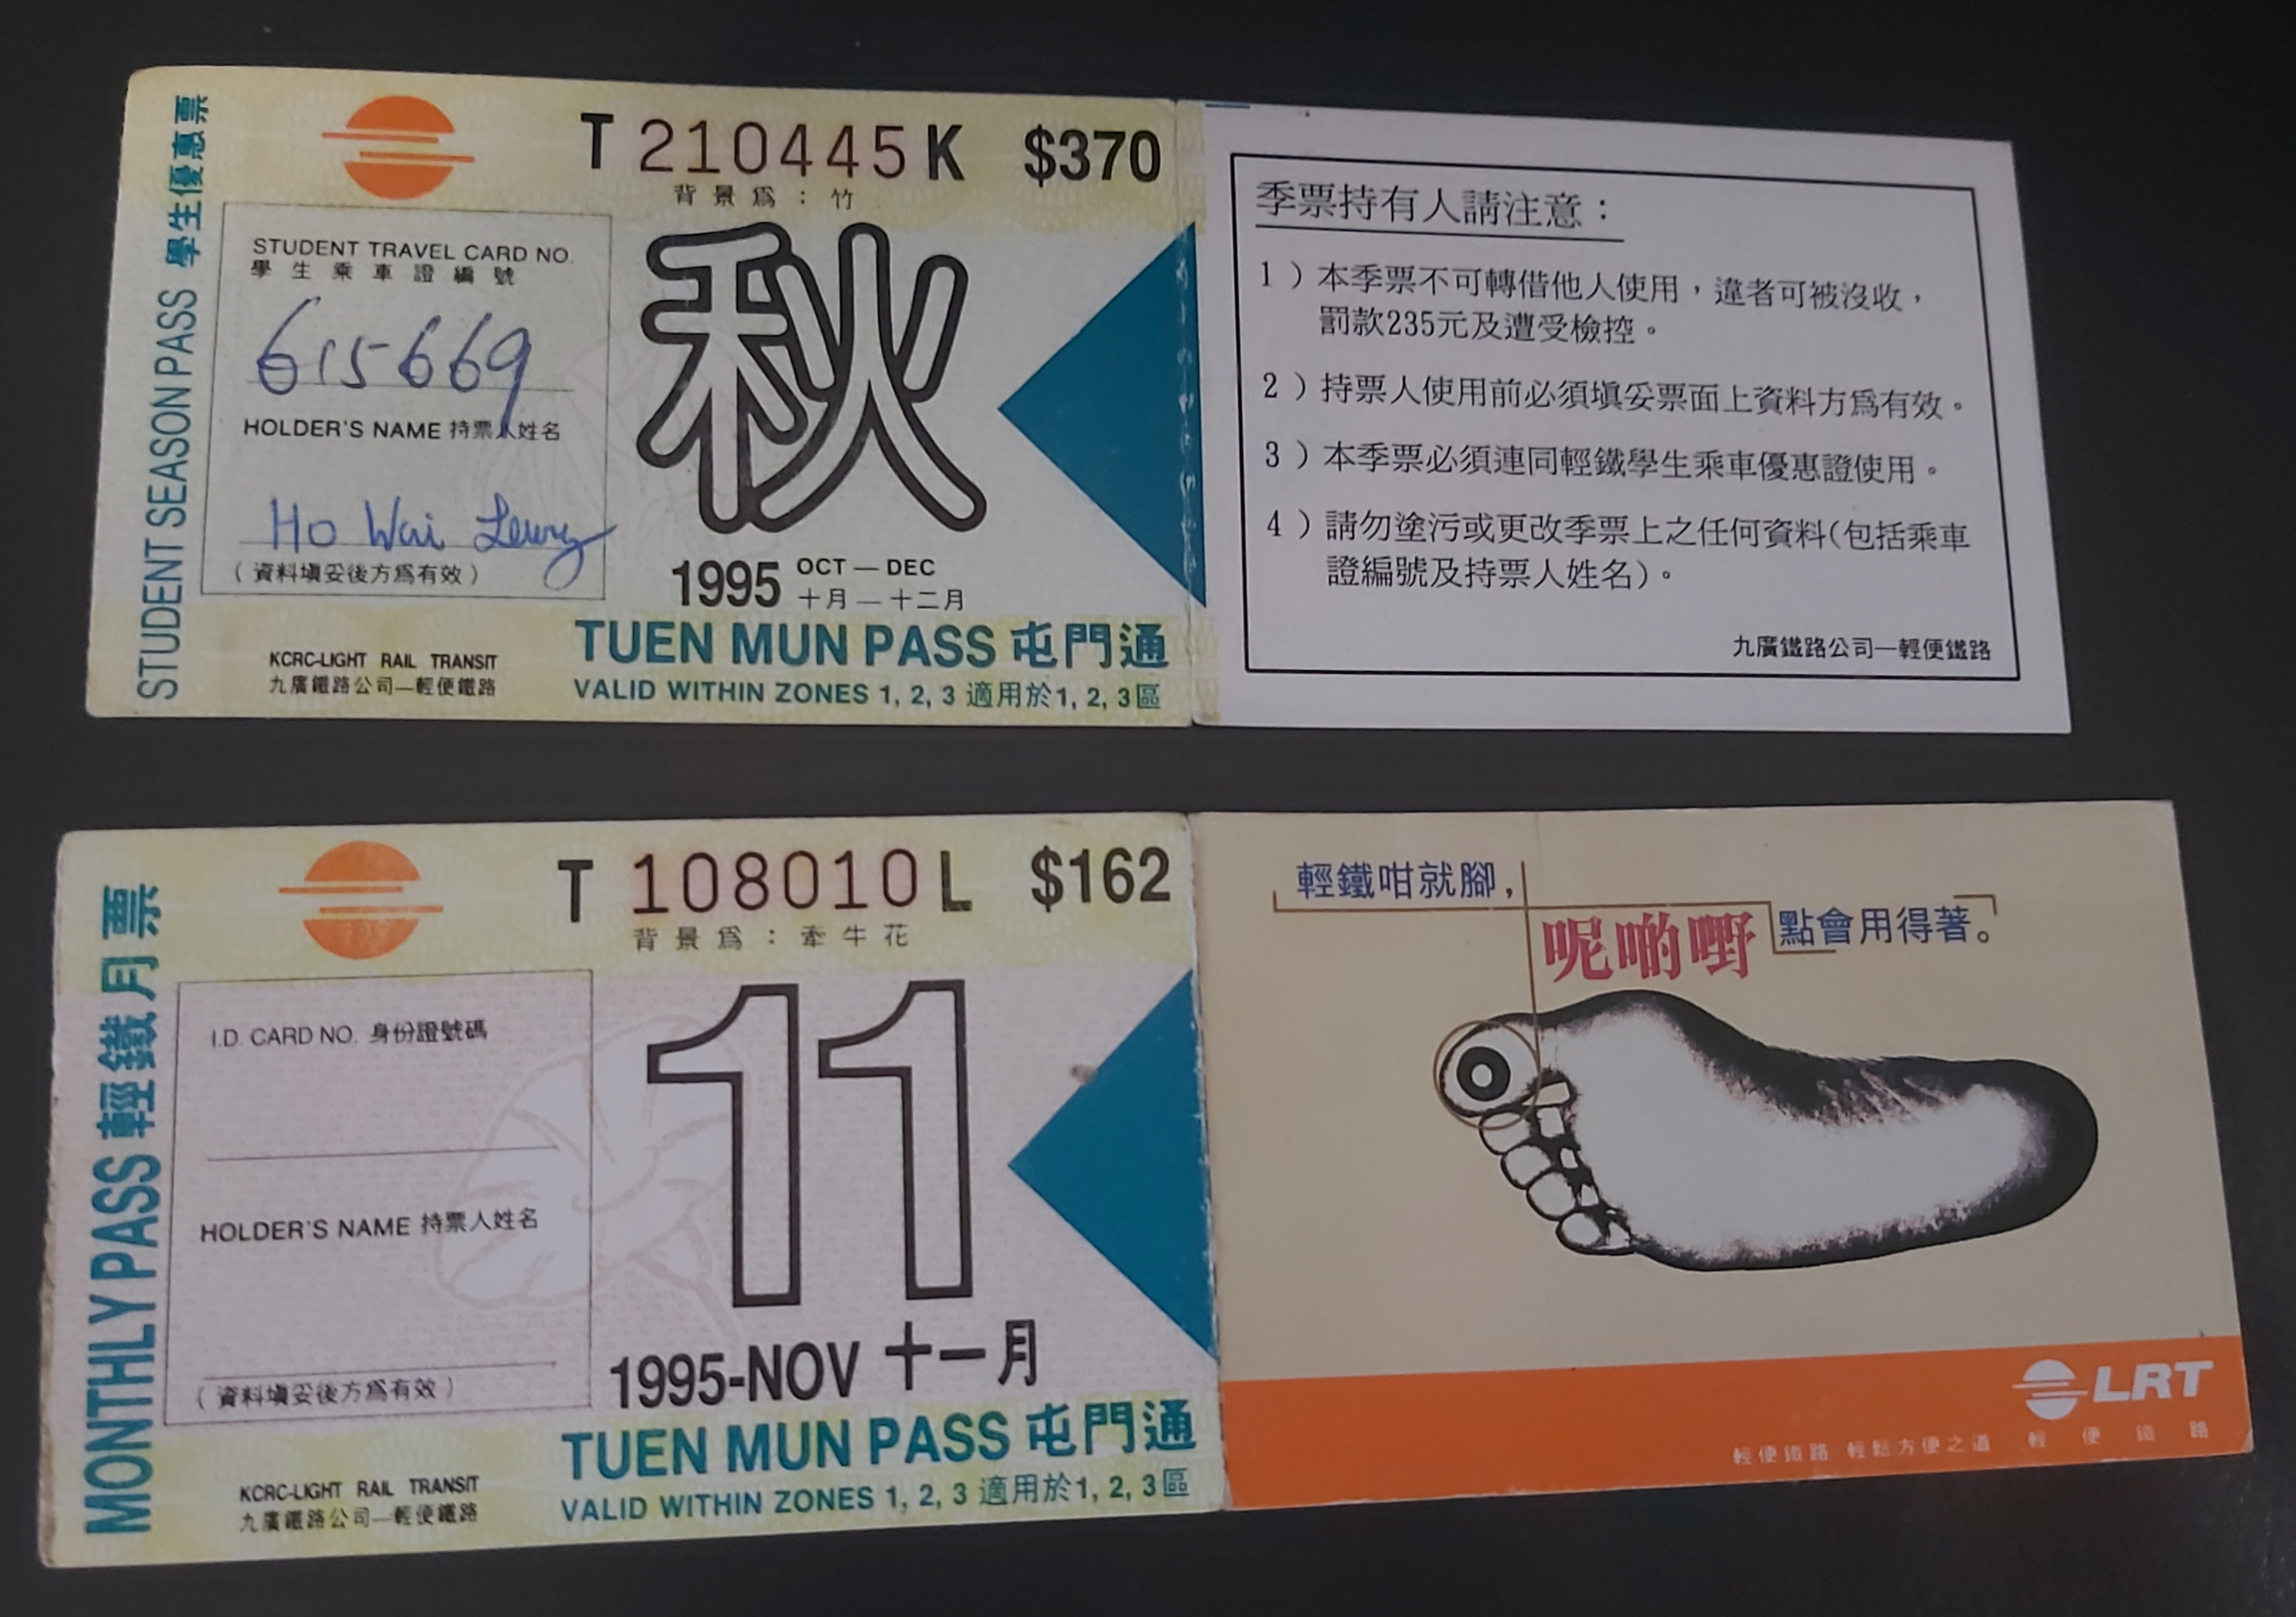 STUDENT SEASON PASS 學生優惠票
T 210445 K $370
背景為：竹
STUDENT TRAVEL CARD NO.
學生乘車證編號
615669
HOLDER'S NAME 持票人姓名
Ho Wai Leung
(資料填妥後方為有效)
秋
1995 OCT — DEC
十月 — 十二月
KCRC-LIGHT RAIL TRANSIT
九廣鐵路公司—輕便鐵路
TUEN MUN PASS 屯門通
VALID WITHIN ZONES 1, 2, 3 適用於1, 2, 3區
季票持有人請注意：
1）本季票不可轉借他人使用，違者可被沒收，
罰款235元及遭受檢控。
2）持票人使用前必須填妥票面上資料方為有效。
3）本季票必須連同輕鐵學生乘車優惠證使用。
4）請勿塗污或更改季票上之任何資料(包括乘車
證編號及持票人姓名)。
九廣鐵路公司—輕便鐵路
MONTHLY PASS 輕鐵月票
T 108010 L $162
背景為：牽牛花
I.D. CARD NO. 身份證號碼
HOLDER'S NAME 持票人姓名
(資料填妥後方為有效)
11
1995-NOV 十一月
KCRC-LIGHT RAIL TRANSIT
九廣鐵路公司—輕便鐵路
TUEN MUN PASS 屯門通
VALID WITHIN ZONES 1, 2, 3 適用於1, 2, 3區
輕鐵咁就腳，
呢啲嘢
點會用得著。
LRT
輕便鐵路 輕鬆方便之道 輕便鐵路